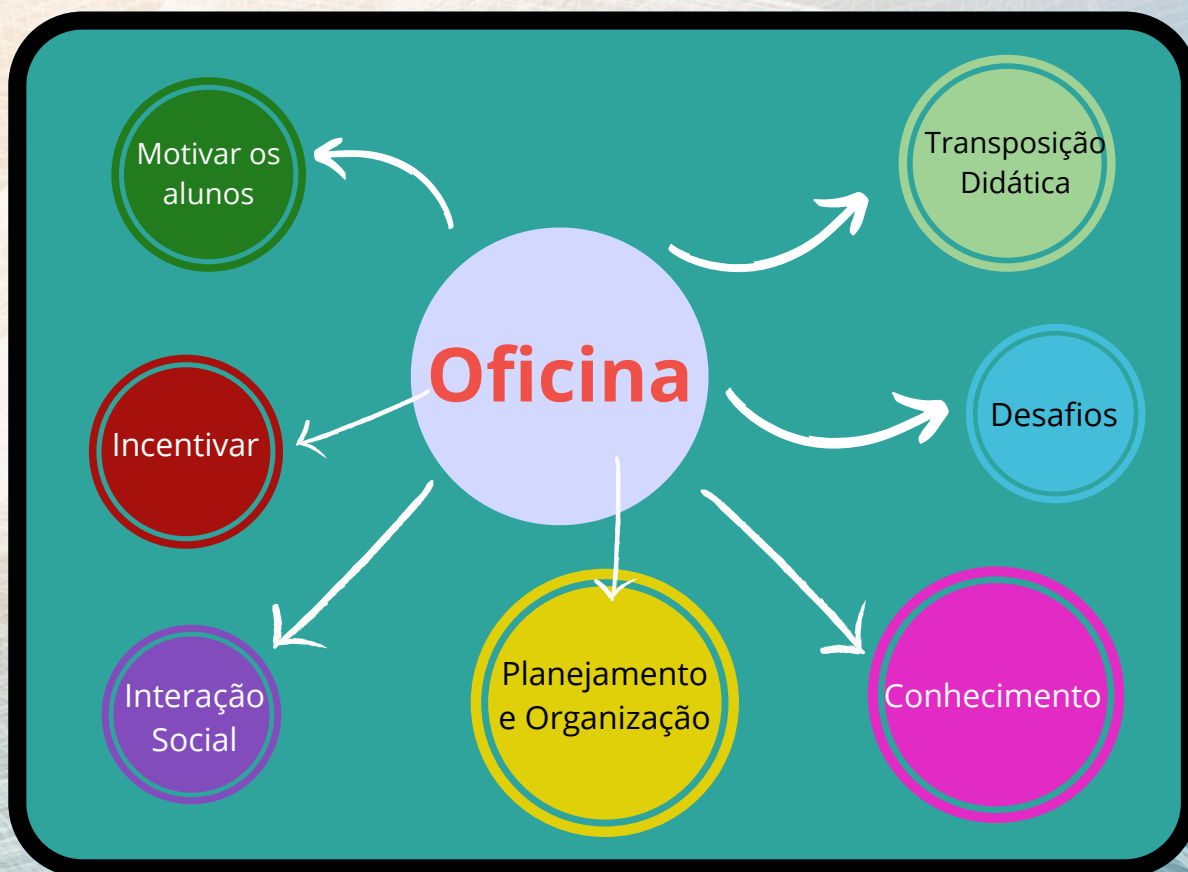 Motivar os
alunos
Transposição
Didática
Oficina
Incentivar
Desafios
Interação
Social
Planejamento
e Organização
Conhecimento